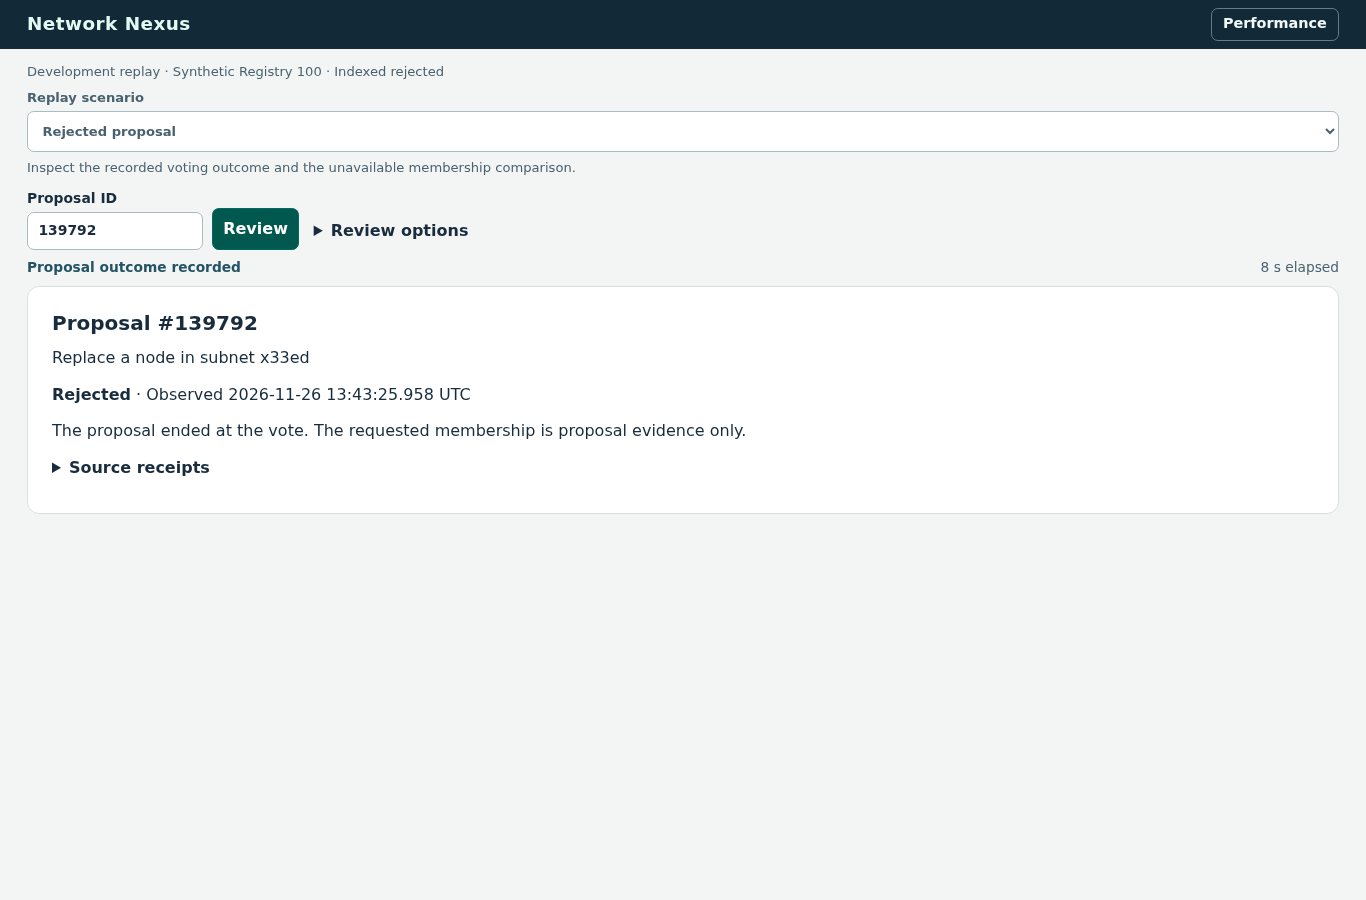 Network Nexus
Performance
Development replay · Synthetic Registry 100 · Indexed rejected
Replay scenario
Rejected proposal
Inspect the recorded voting outcome and the unavailable membership comparison.
Proposal ID
139792
Review
Review options
Proposal outcome recorded
8 s elapsed
Proposal #139792
Replace a node in subnet x33ed
Rejected · Observed 2026-11-26 13:43:25.958 UTC
The proposal ended at the vote. The requested membership is proposal evidence only.
Source receipts